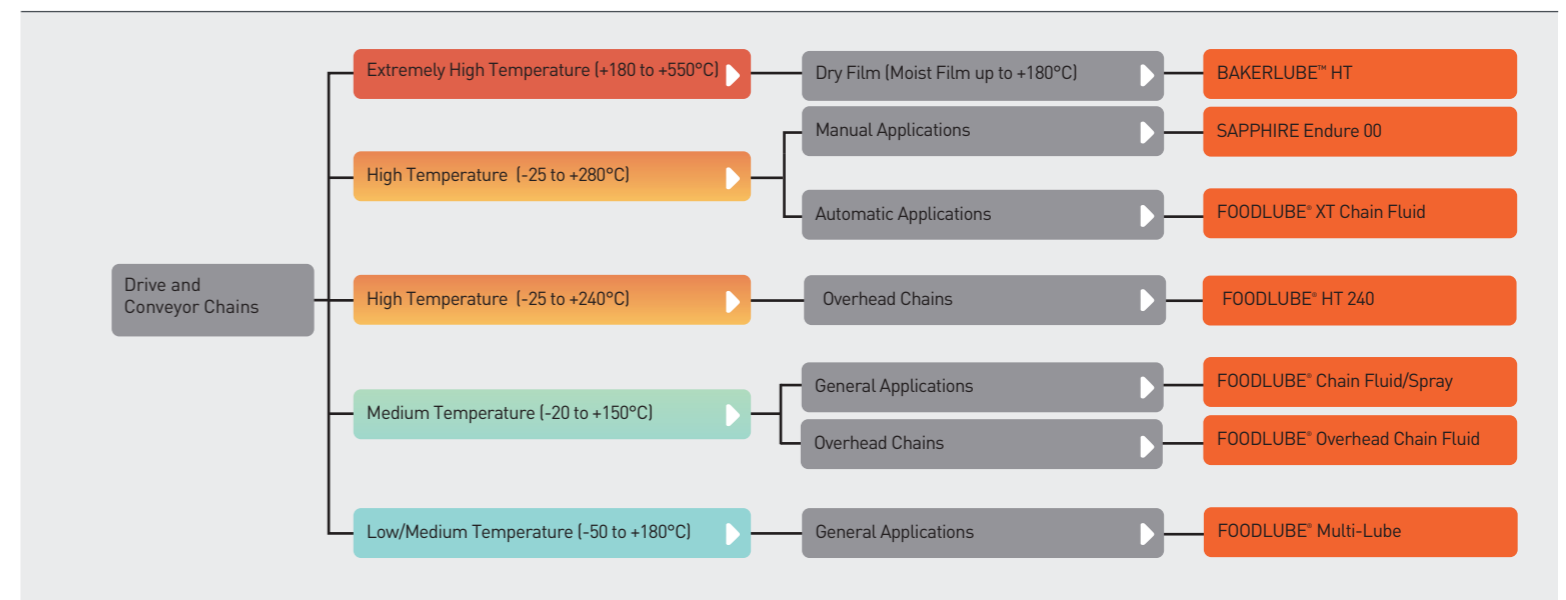 Extremely High Temperature (+180 to +550°C)
Dry Film (Moist Film up to +180°C)
BAKERLUBE™ HT
Manual Applications
SAPPHIRE Endure 00
High Temperature (-25 to +280°C)
Automatic Applications
FOODLUBE® XT Chain Fluid
Drive and
Conveyor Chains
High Temperature (-25 to +240°C)
Overhead Chains
FOODLUBE® HT 240
General Applications
FOODLUBE® Chain Fluid/Spray
Medium Temperature (-20 to +150°C)
Overhead Chains
FOODLUBE® Overhead Chain Fluid
Low/Medium Temperature (-50 to +180°C)
General Applications
FOODLUBE® Multi-Lube